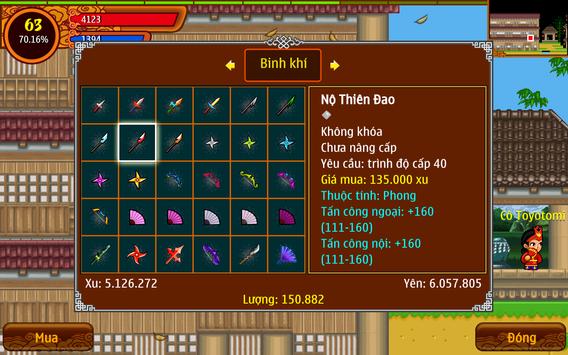 63
70.16%
4123
1394
Binh khí
Nộ Thiên Đao
Không khóa
Chưa nâng cấp
Yêu cầu: trình độ cấp 40
Giá mua: 135.000 xu
Thuộc tính: Phong
Tấn công ngoại: +160
(111-160)
Tấn công nội: +160
(111-160)
Cô Toyotomi
Xu: 5.126.272
Yên: 6.057.805
Lượng: 150.882
Mua
Đóng